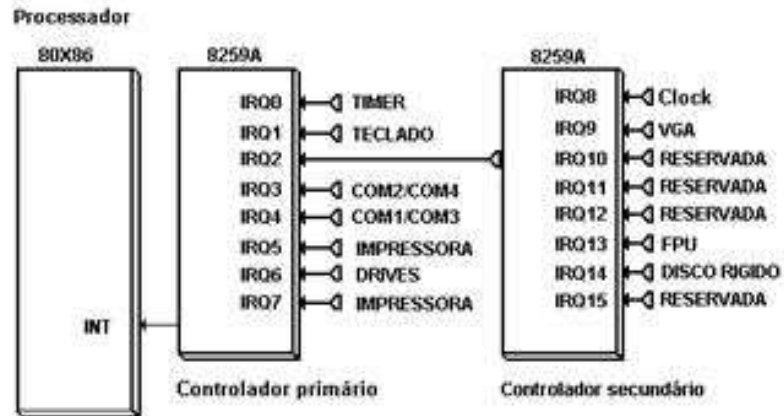 Processador
80X86
INT
8259A
IRQ0 TIMER
IRQ1 TECLADO
IRQ2
IRQ3 COM2/COM4
IRQ4 COM1/COM3
IRQ5 IMPRESSORA
IRQ6 DRIVES
IRQ7 IMPRESSORA
Controlador primário
8259A
IRQ8 Clock
IRQ9 VGA
IRQ10 RESERVADA
IRQ11 RESERVADA
IRQ12 RESERVADA
IRQ13 FPU
IRQ14 DISCO RIGIDO
IRQ15 RESERVADA
Controlador secundário